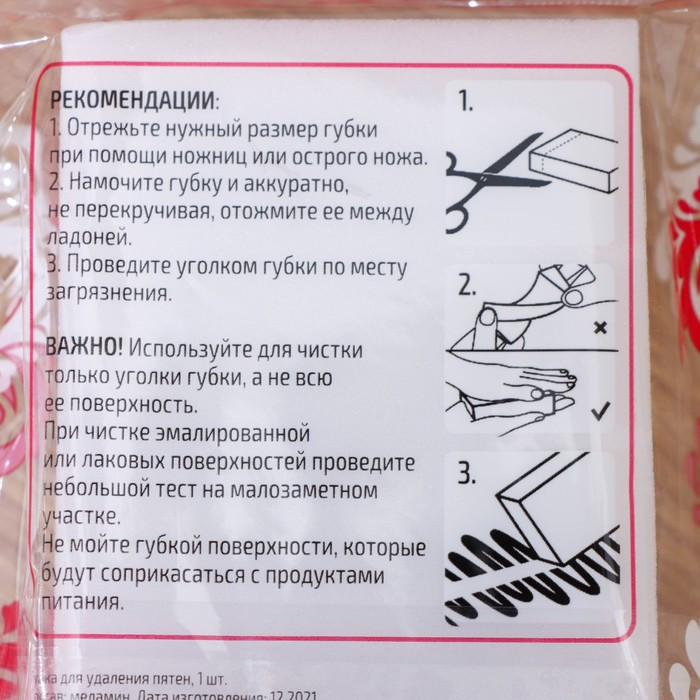 РЕКОМЕНДАЦИИ:
1. Отрежьте нужный размер губки
при помощи ножниц или острого ножа.
2. Намочите губку и аккуратно,
не перекручивая, отожмите ее между
ладоней.
3. Проведите уголком губки по месту
загрязнения.
ВАЖНО! Используйте для чистки
только уголки губки, а не всю
ее поверхность.
При чистке эмалированной
или лаковых поверхностей проведите
небольшой тест на малозаметном
участке.
Не мойте губкой поверхности, которые
будут соприкасаться с продуктами
питания.
1.
2.
3.
для удаления пятен, 1 шт.
меламин. Дата изготовления: 12.2021